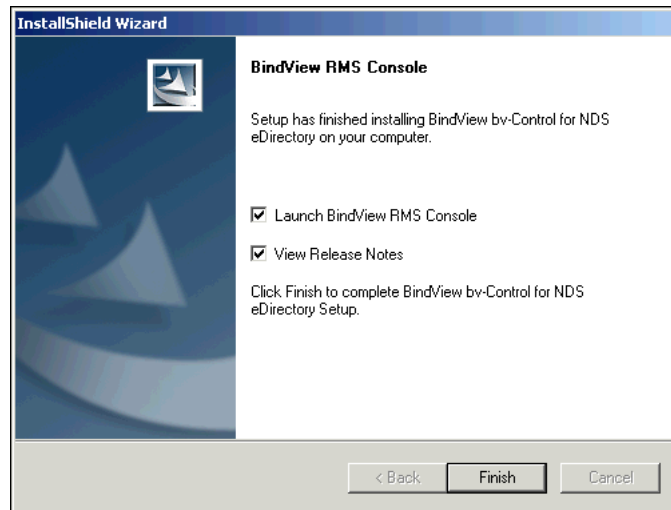 InstallShield Wizard
BindView RMS Console
Setup has finished installing BindView bv-Control for NDS
eDirectory on your computer.
Launch BindView RMS Console
View Release Notes
Click Finish to complete BindView bv-Control for NDS
eDirectory Setup.
< Back
Finish
Cancel